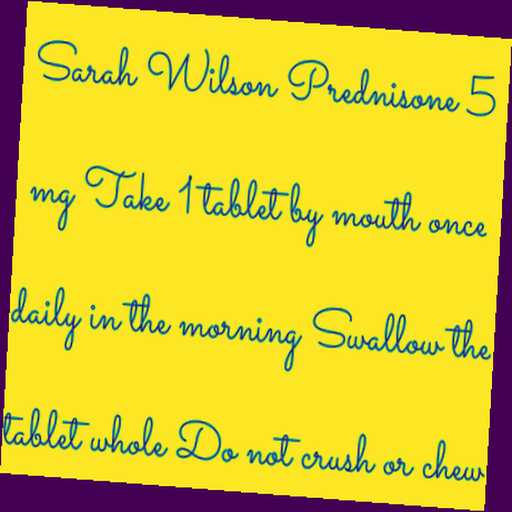 Sarah Wilson Prednisone 5
mg Take 1 tablet by mouth once
daily in the morning Swallow the
tablet whole Do not crush or chew